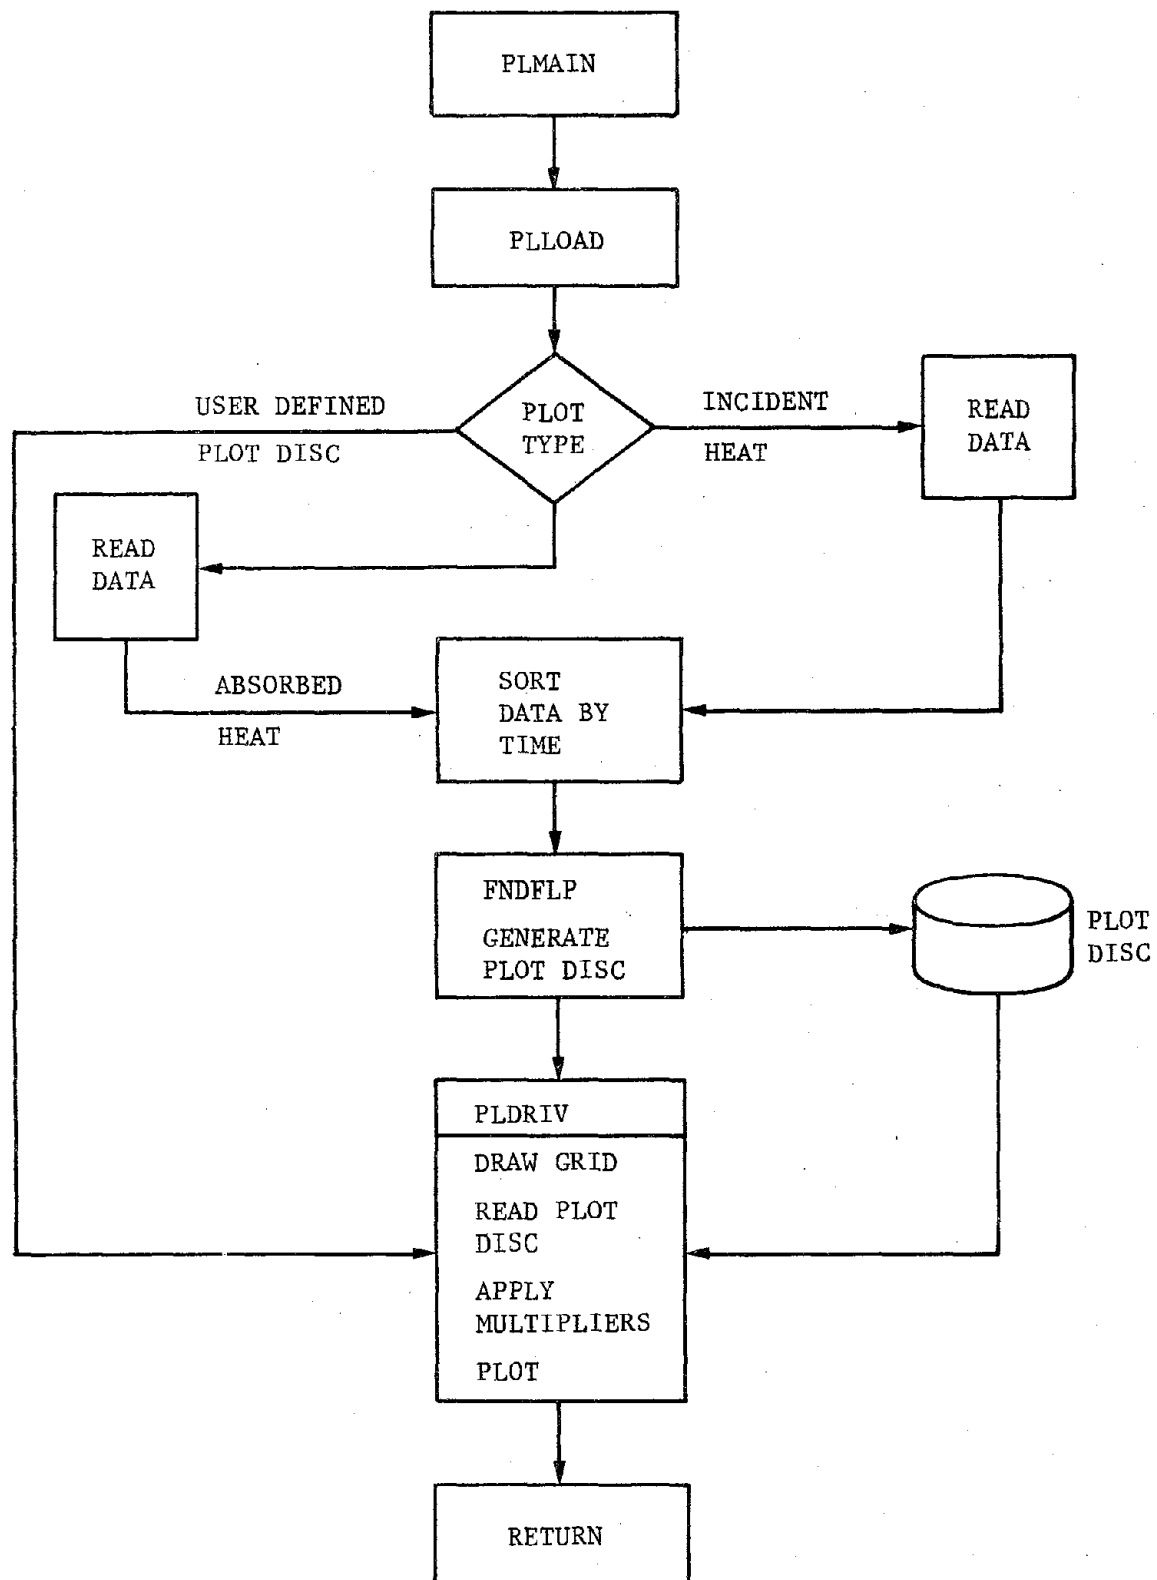 PLMAIN
PLLOAD
PLOT
TYPE
USER DEFINED
PLOT DISC
INCIDENT
HEAT
READ
DATA
READ
DATA
ABSORBED
HEAT
SORT
DATA BY
TIME
FNDFLP
GENERATE
PLOT DISC
PLOT
DISC
PLDRIV
DRAW GRID
READ PLOT
DISC
APPLY
MULTIPLIERS
PLOT
RETURN